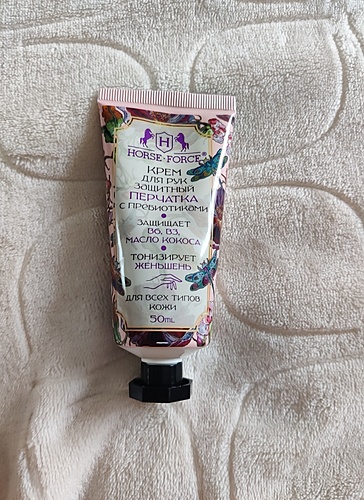 H
HORSE FORCE®
КРЕМ
ДЛЯ РУК
ЗАЩИТНЫЙ
ПЕРЧАТКА
С ПРЕБИОТИКАМИ
•
ЗАЩИЩАЕТ
B6, B3,
МАСЛО КОКОСА
•
ТОНИЗИРУЕТ
ЖЕНЬШЕНЬ
ДЛЯ ВСЕХ ТИПОВ
КОЖИ
50ML